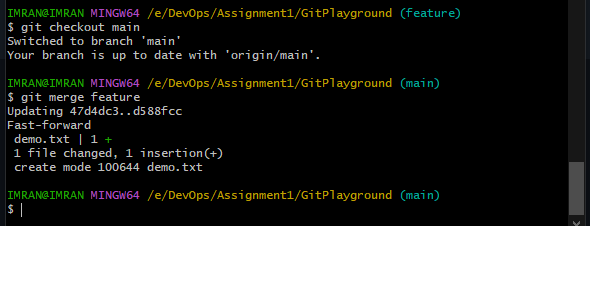 IMRAN@IMRAN MINGW64 /e/DevOps/Assignment1/GitPlayground (feature)
$ git checkout main
Switched to branch 'main'
Your branch is up to date with 'origin/main'.
IMRAN@IMRAN MINGW64 /e/DevOps/Assignment1/GitPlayground (main)
$ git merge feature
Updating 47d4dc3..d588fcc
Fast-forward
demo.txt | 1 +
1 file changed, 1 insertion(+)
create mode 100644 demo.txt
IMRAN@IMRAN MINGW64 /e/DevOps/Assignment1/GitPlayground (main)
$